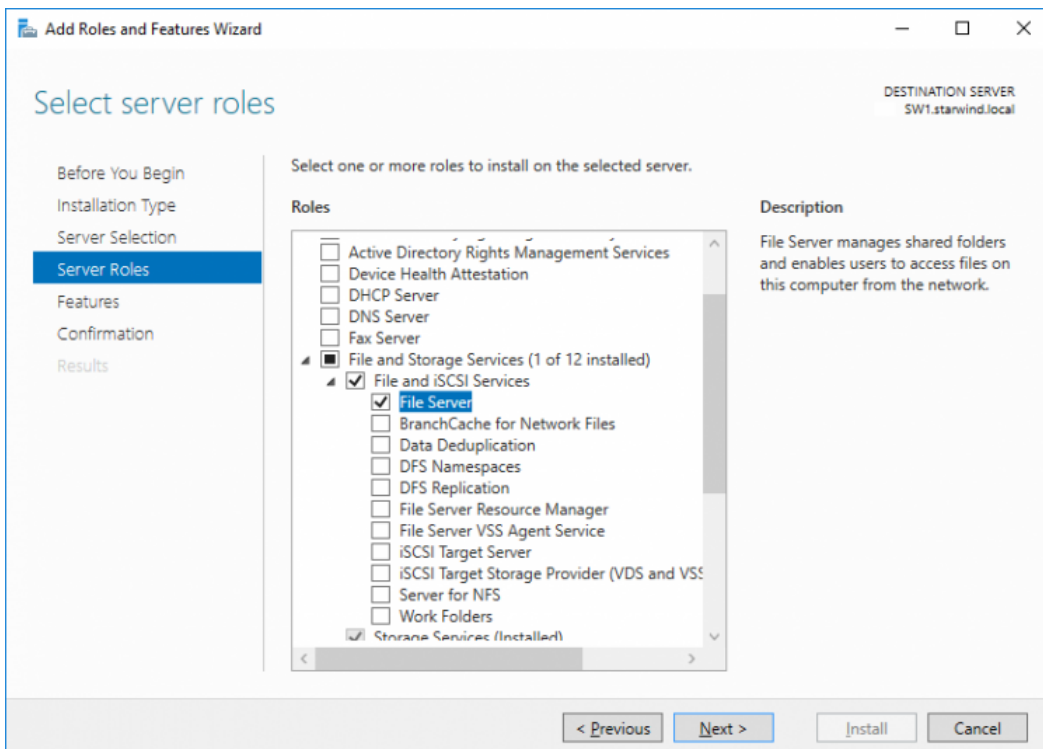 Add Roles and Features Wizard
Select server roles
DESTINATION SERVER
SW1.starwind.local
Before You Begin
Installation Type
Server Selection
Server Roles
Features
Confirmation
Results
Select one or more roles to install on the selected server.
Roles
Active Directory Rights Management Services
Device Health Attestation
DHCP Server
DNS Server
Fax Server
File and Storage Services (1 of 12 installed)
File and iSCSI Services
File Server
BranchCache for Network Files
Data Deduplication
DFS Namespaces
DFS Replication
File Server Resource Manager
File Server VSS Agent Service
iSCSI Target Server
iSCSI Target Storage Provider (VDS and VSS
Server for NFS
Work Folders
Storage Services (Installed)
Description
File Server manages shared folders
and enables users to access files on
this computer from the network.
< Previous
Next >
Install
Cancel